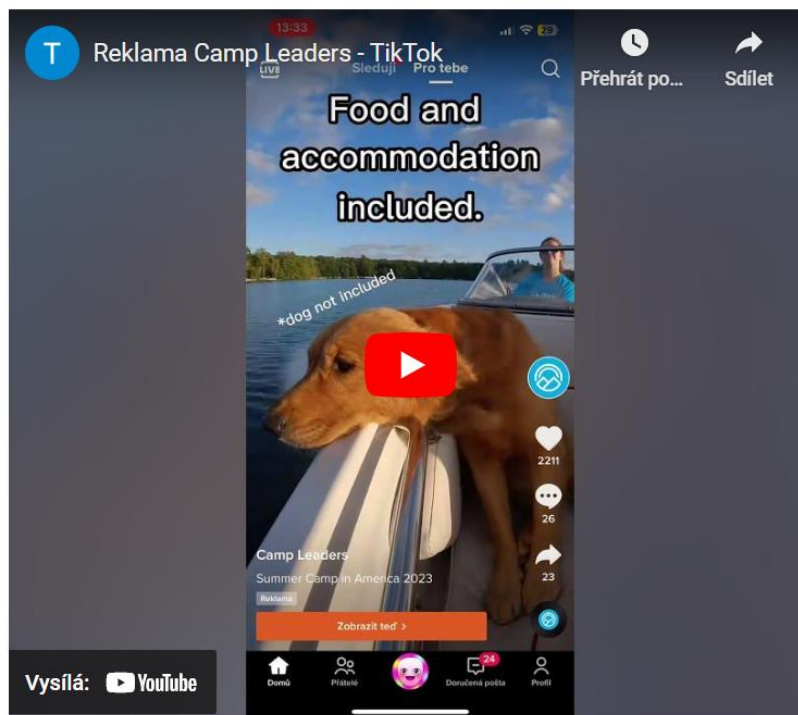 T
Reklama Camp Leaders - TikTok
Přehrát po...
Sdílet
13:33
29
LIVE
Sleduji
Pro tebe
Food and
accommodation
included.
*dog not included
2211
26
23
Camp Leaders
Summer Camp in America 2023
Reklama
Zobrazit teď >
Domů
Přátelé
24
Doručená pošta
Profil
Vysílá:
YouTube